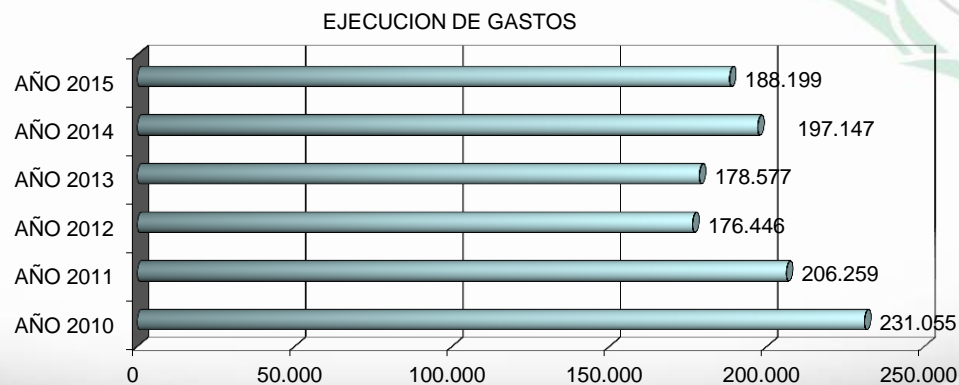 EJECUCION DE GASTOS
AÑO 2015 188.199
AÑO 2014 197.147
AÑO 2013 178.577
AÑO 2012 176.446
AÑO 2011 206.259
AÑO 2010 231.055
0 50.000 100.000 150.000 200.000 250.000